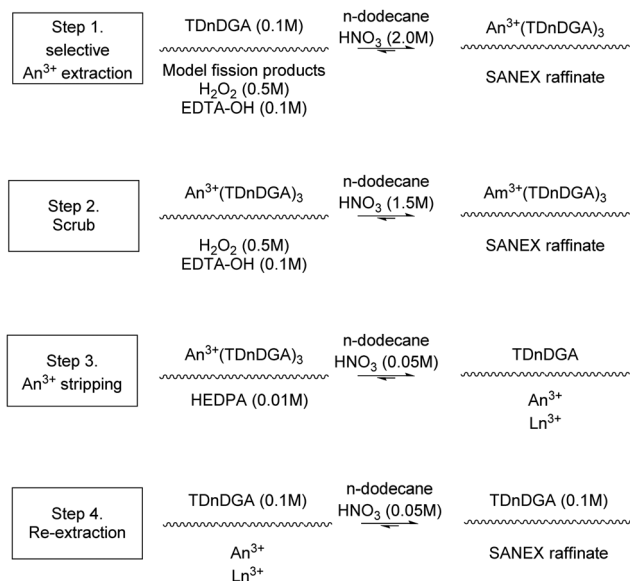 Step 1.
selective
An³⁺ extraction
TDnDGA (0.1M)
Model fission products
H₂O₂ (0.5M)
EDTA-OH (0.1M)
n-dodecane
HNO₃ (2.0M)
An³⁺(TDnDGA)₃
SANEX raffinate
Step 2.
Scrub
An³⁺(TDnDGA)₃
H₂O₂ (0.5M)
EDTA-OH (0.1M)
n-dodecane
HNO₃ (1.5M)
Am³⁺(TDnDGA)₃
SANEX raffinate
Step 3.
An³⁺ stripping
An³⁺(TDnDGA)₃
HEDPA (0.01M)
n-dodecane
HNO₃ (0.05M)
TDnDGA
An³⁺
Ln³⁺
Step 4.
Re-extraction
TDnDGA (0.1M)
An³⁺
Ln³⁺
n-dodecane
HNO₃ (0.05M)
TDnDGA (0.1M)
SANEX raffinate